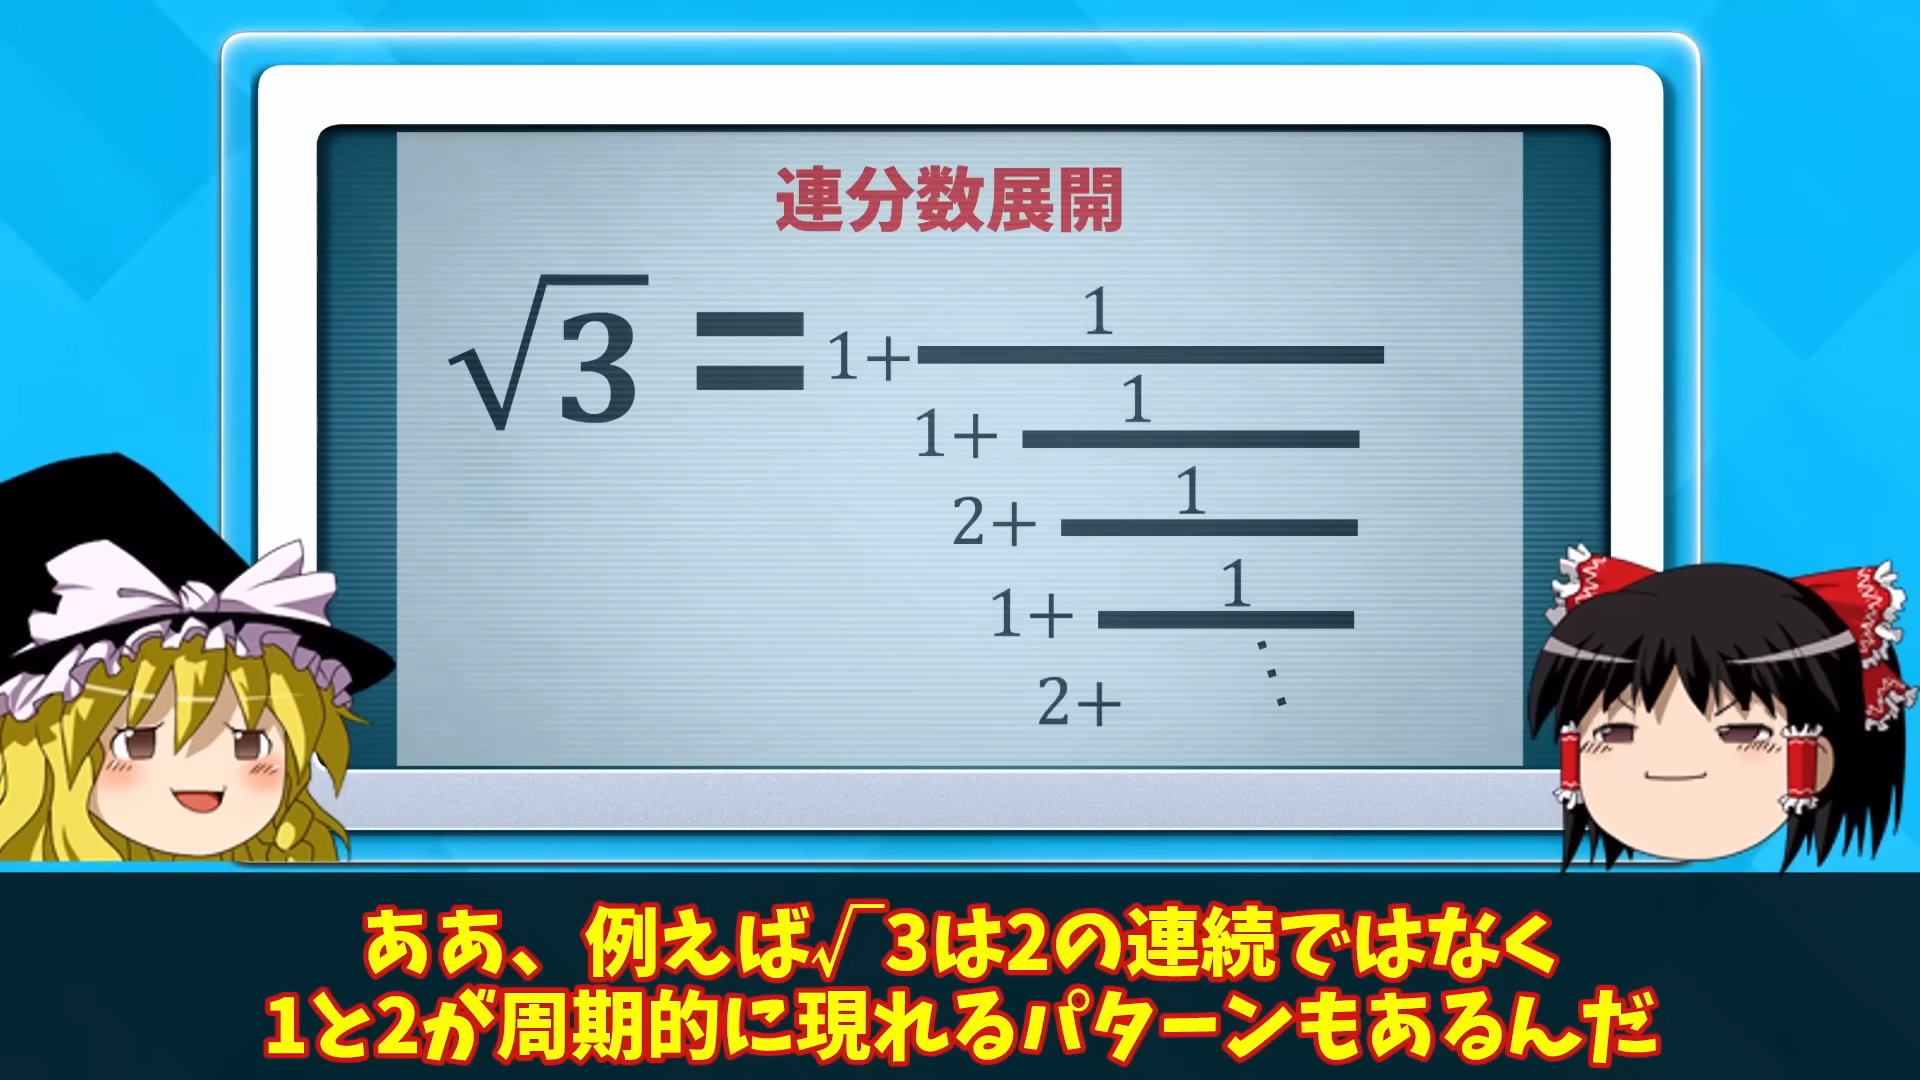 連分数展開
√3 = 1+
1
1+
1
2+
1
1+
1
2+
⋱
ああ、例えば√3は2の連続ではなく
1と2が周期的に現れるパターンもあるんだ